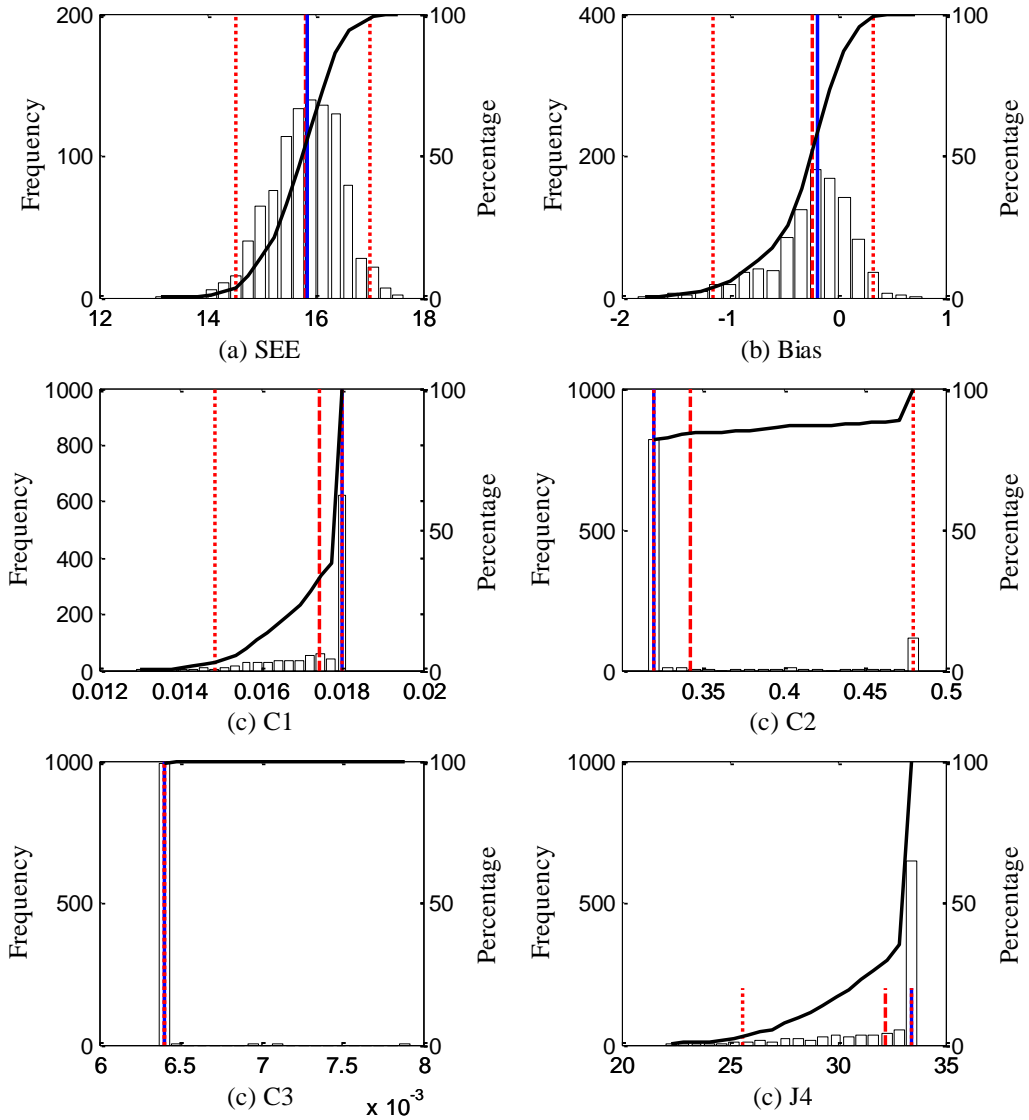 200
100
0
Frequency
100
50
0
Percentage
12 14 16 18
(a) SEE
400
200
0
Frequency
100
50
0
Percentage
-2 -1 0 1
(b) Bias
1000
800
600
400
200
0
Frequency
100
50
0
Percentage
0.012 0.014 0.016 0.018 0.02
(c) C1
1000
500
0
Frequency
100
50
0
Percentage
0.35 0.4 0.45 0.5
(c) C2
1000
500
0
Frequency
100
50
0
Percentage
6 6.5 7 7.5 8
x 10-3
(c) C3
1000
500
0
Frequency
100
50
0
Percentage
20 25 30 35
(c) J4